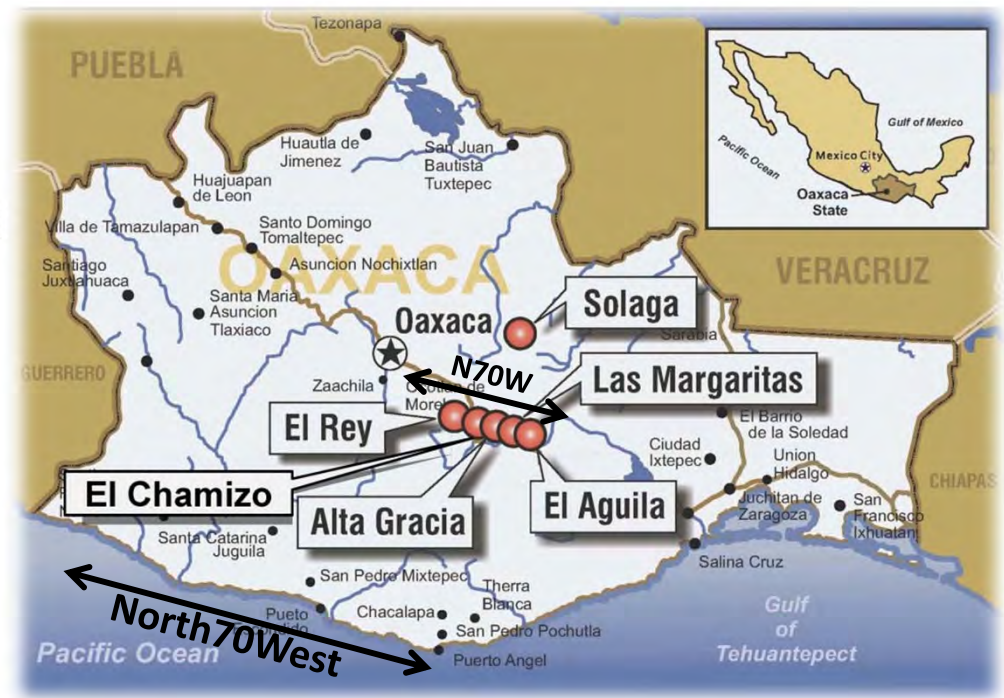 Tezonapa
PUEBLA
Huautla de
Jimenez
San Juan
Bautista
Tuxtepec
Gulf of Mexico
Pacific Ocean
Mexico City
Oaxaca
State
Huajuapan
de Leon
Villa de Tamazulapan
Santo Domingo
Tomaltepec
OAXACA
Asuncion Nochixtlan
Santiago
Juxtlahuaca
Santa Maria
Asuncion
Tlaxiaco
VERACRUZ
Solaga
Sarabia
Oaxaca
GUERRERO
Zaachila
N70W
Las Margaritas
El Rey
El Barrio
de la Soledad
Ciudad
Ixtepec
Union
Hidalgo
CHIAPAS
El Chamizo
Alta Gracia
El Aguila
Juchitan de
Zaragoza
San
Francisco
Ixhuatan
Santa Catarina
Juguila
Salina Cruz
San Pedro Mixtepec
Therra
Blanca
North70West
Pueto
Chacalapa
San Pedro Pochutla
Puerto Angel
Pacific Ocean
Gulf
of
Tehuantepect